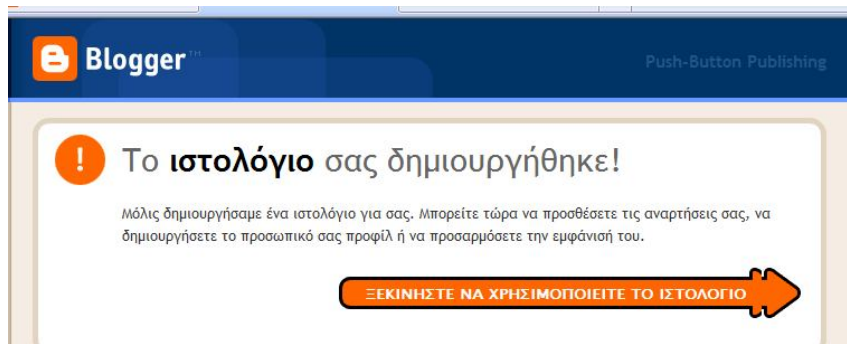 Blogger™
Push-Button Publishing
Το ιστολόγιο σας δημιουργήθηκε!
Μόλις δημιουργήσαμε ένα ιστολόγιο για σας. Μπορείτε τώρα να προσθέσετε τις αναρτήσεις σας, να
δημιουργήσετε το προσωπικό σας προφίλ ή να προσαρμόσετε την εμφάνισή του.
ΞΕΚΙΝΗΣΤΕ ΝΑ ΧΡΗΣΙΜΟΠΟΙΕΙΤΕ ΤΟ ΙΣΤΟΛΟΓΙΟ